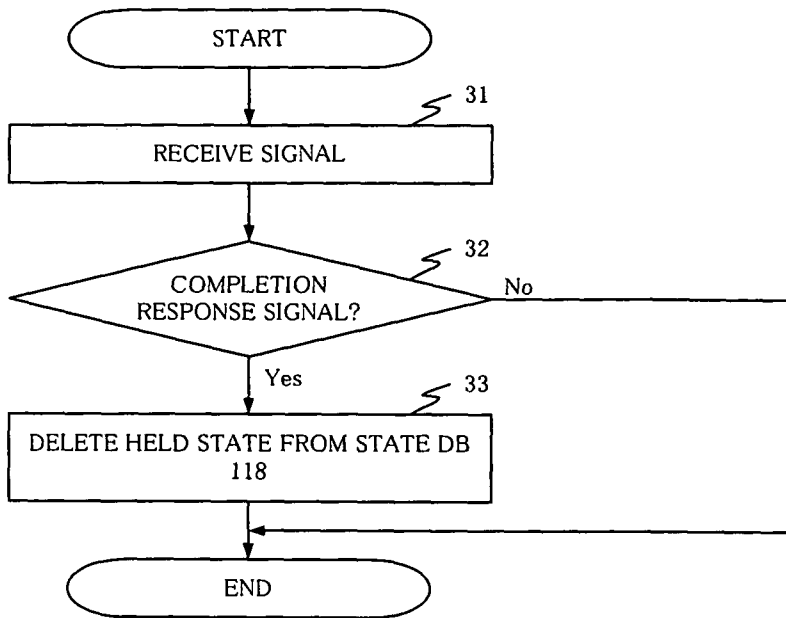 START
31
RECEIVE SIGNAL
32
COMPLETION
RESPONSE SIGNAL?
No
Yes
33
DELETE HELD STATE FROM STATE DB
118
END